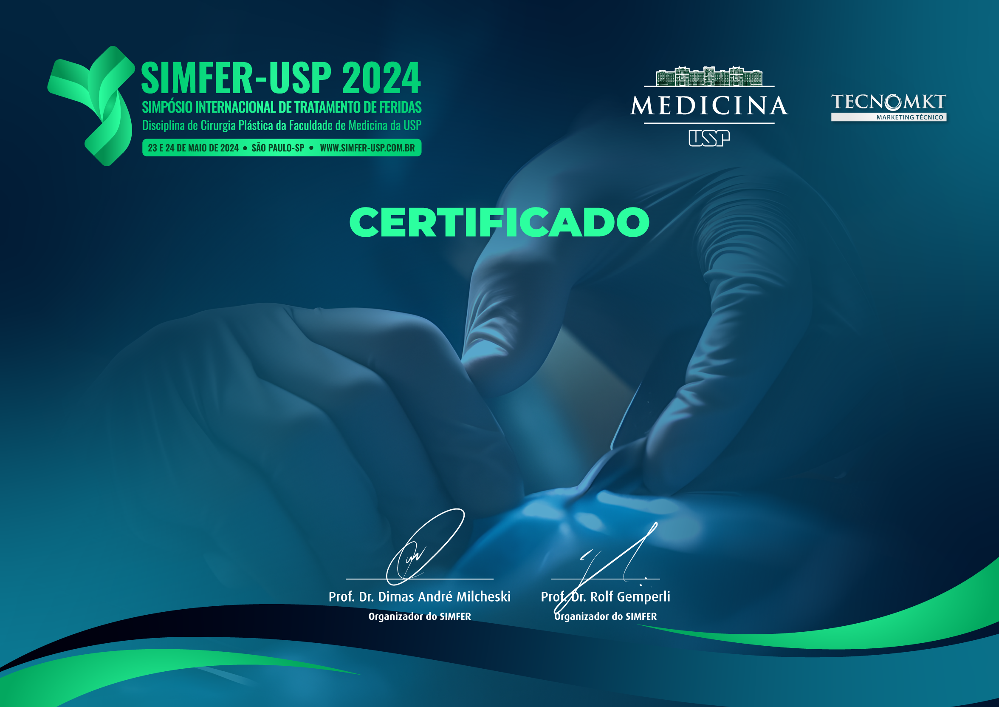 SIMFER-USP 2024
SIMPÓSIO INTERNACIONAL DE TRATAMENTO DE FERIDAS
Disciplina de Cirurgia Plástica da Faculdade de Medicina da USP
23 E 24 DE MAIO DE 2024 • SÃO PAULO-SP • WWW.SIMFER-USP.COM.BR
MEDICINA
USP
TECNOMKT
MARKETING TÉCNICO
CERTIFICADO
Prof. Dr. Dimas André Milcheski
Organizador do SIMFER
Prof. Dr. Rolf Gemperli
Organizador do SIMFER